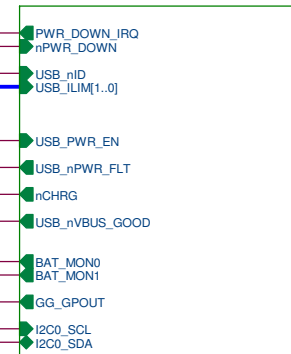 PWR_DOWN_IRQ
nPWR_DOWN
USB_nID
USB_ILIM[1..0]
USB_PWR_EN
USB_nPWR_FLT
nCHRG
USB_nVBUS_GOOD
BAT_MON0
BAT_MON1
GG_GPOUT
I2C0_SCL
I2C0_SDA